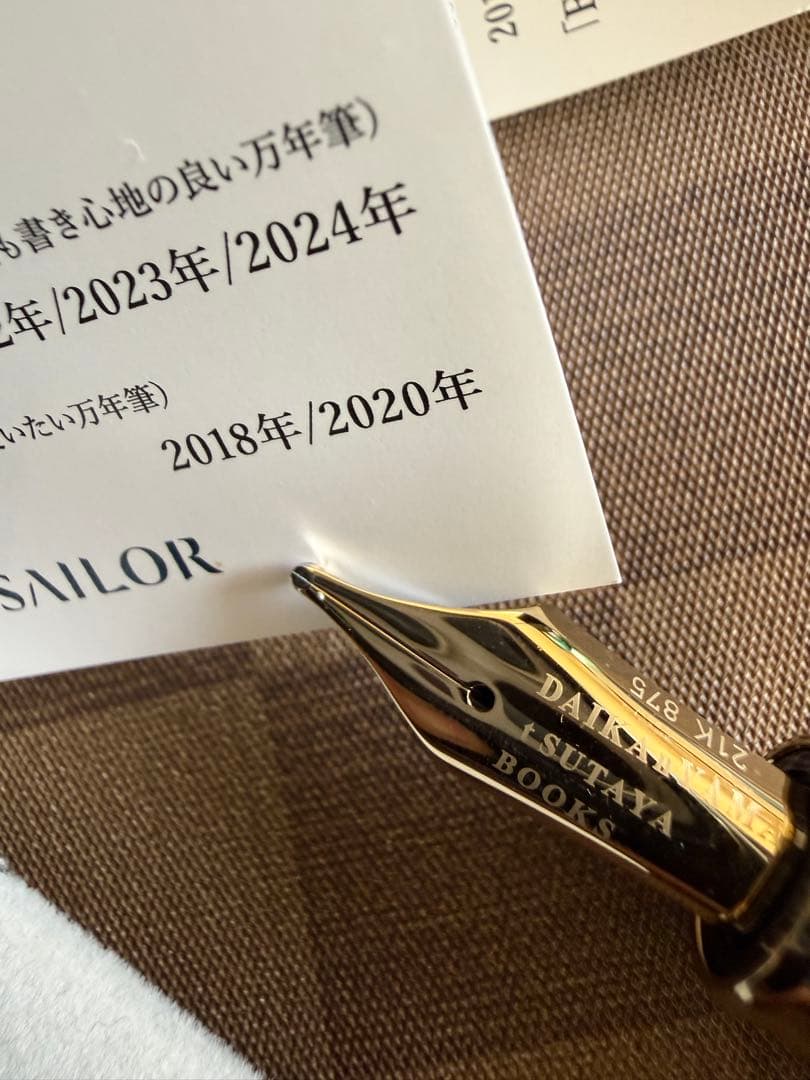 201
「E
も書き心地の良い万年筆）
2年/2023年/2024年
いたい万年筆）
2018年/2020年
SAILOR
DAIKANYAMA
tSUTAYA
BOOKS
21K 875